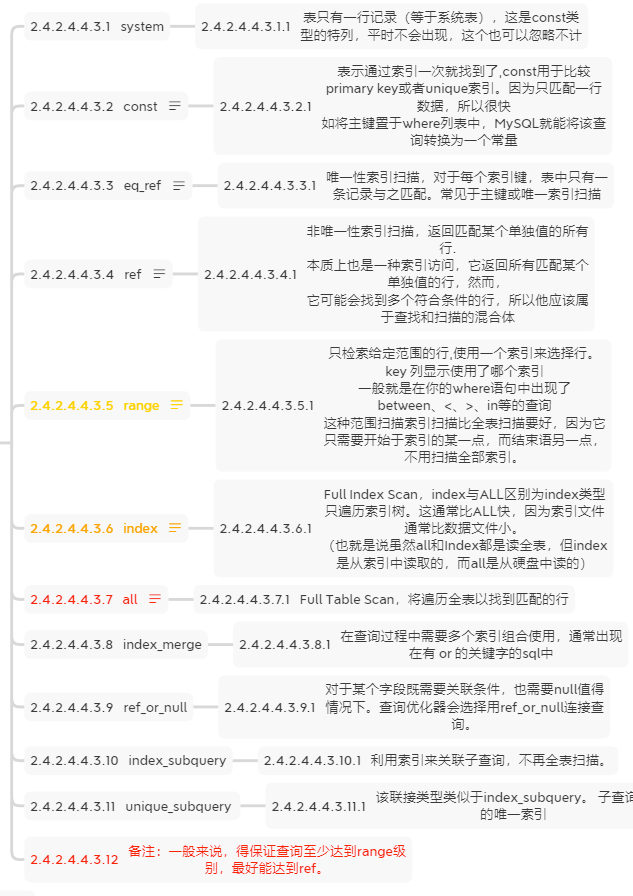 2.4.2.4.4.3.1 system
2.4.2.4.4.3.1.1
表只有一行记录（等于系统表），这是const类
型的特列，平时不会出现，这个也可以忽略不计
2.4.2.4.4.3.2 const
2.4.2.4.4.3.2.1
表示通过索引一次就找到了,const用于比较
primary key或者unique索引。因为只匹配一行
数据，所以很快
如将主键置于where列表中，MySQL就能将该查
询转换为一个常量
2.4.2.4.4.3.3 eq_ref
2.4.2.4.4.3.3.1
唯一性索引扫描，对于每个索引键，表中只有一
条记录与之匹配。常见于主键或唯一索引扫描
2.4.2.4.4.3.4 ref
2.4.2.4.4.3.4.1
非唯一性索引扫描，返回匹配某个单独值的所有
行.
本质上也是一种索引访问，它返回所有匹配某个
单独值的行，然而，
它可能会找到多个符合条件的行，所以他应该属
于查找和扫描的混合体
2.4.2.4.4.3.5 range
2.4.2.4.4.3.5.1
只检索给定范围的行,使用一个索引来选择行。
key 列显示使用了哪个索引
一般就是在你的where语句中出现了
between、<、>、in等的查询
这种范围扫描索引扫描比全表扫描要好，因为它
只需要开始于索引的某一点，而结束语另一点，
不用扫描全部索引。
2.4.2.4.4.3.6 index
2.4.2.4.4.3.6.1
Full Index Scan，index与ALL区别为index类型
只遍历索引树。这通常比ALL快，因为索引文件
通常比数据文件小。
（也就是说虽然all和Index都是读全表，但index
是从索引中读取的，而all是从硬盘中读的）
2.4.2.4.4.3.7 all
2.4.2.4.4.3.7.1 Full Table Scan，将遍历全表以找到匹配的行
2.4.2.4.4.3.8 index_merge
2.4.2.4.4.3.8.1
在查询过程中需要多个索引组合使用，通常出现
在有 or 的关键字的sql中
2.4.2.4.4.3.9 ref_or_null
2.4.2.4.4.3.9.1
对于某个字段既需要关联条件，也需要null值得
情况下。查询优化器会选择用ref_or_null连接查
询。
2.4.2.4.4.3.10 index_subquery
2.4.2.4.4.3.10.1 利用索引来关联子查询，不再全表扫描。
2.4.2.4.4.3.11 unique_subquery
2.4.2.4.4.3.11.1
该联接类型类似于index_subquery。 子查询
的唯一索引
2.4.2.4.4.3.12
备注：一般来说，得保证查询至少达到range级
别，最好能达到ref。